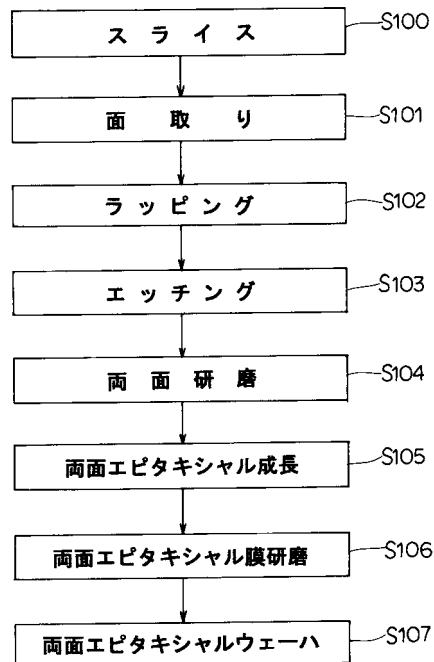 スライス S100
面取り S101
ラッピング S102
エッチング S103
両面研磨 S104
両面エピタキシャル成長 S105
両面エピタキシャル膜研磨 S106
両面エピタキシャルウェーハ S107